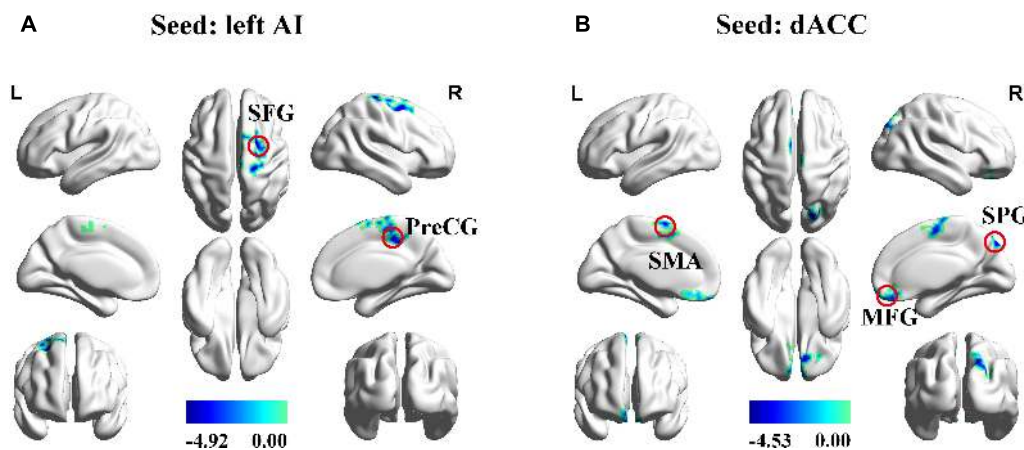 A
Seed: left AI
L
R
SFG
PreCG
-4.92 0.00
B
Seed: dACC
L
R
SPG
SMA
MFG
-4.53 0.00